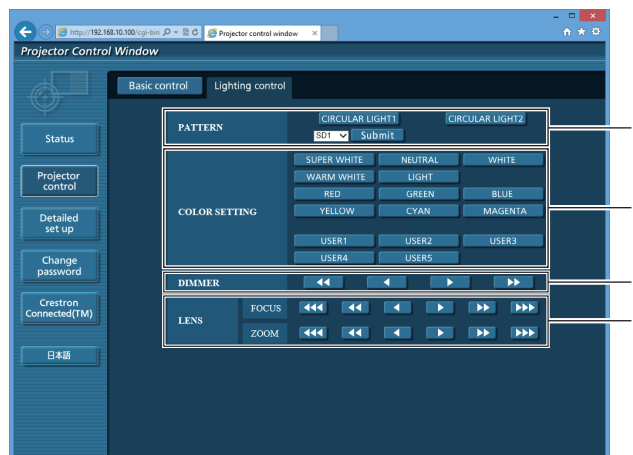 http://192.168.10.100/cgi-bin
Projector control window
Projector Control Window
Basic control
Lighting control
Status
Projector control
Detailed set up
Change password
Crestron Connected(TM)
日本語
PATTERN
CIRCULAR LIGHT1
CIRCULAR LIGHT2
SD1
Submit
COLOR SETTING
SUPER WHITE
NEUTRAL
WHITE
WARM WHITE
LIGHT
RED
GREEN
BLUE
YELLOW
CYAN
MAGENTA
USER1
USER2
USER3
USER4
USER5
DIMMER
LENS
FOCUS
ZOOM